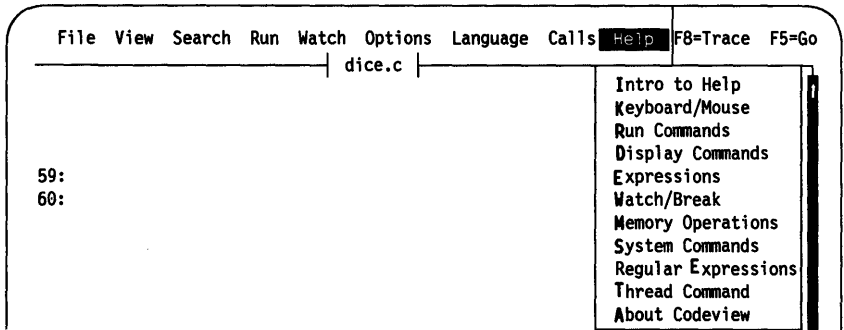 File View Search Run Watch Options Language Calls Help F8=Trace F5=Go
dice.c
Intro to Help
Keyboard/Mouse
Run Commands
Display Commands
59: Expressions
60: Watch/Break
Memory Operations
System Commands
Regular Expressions
Thread Command
About Codeview